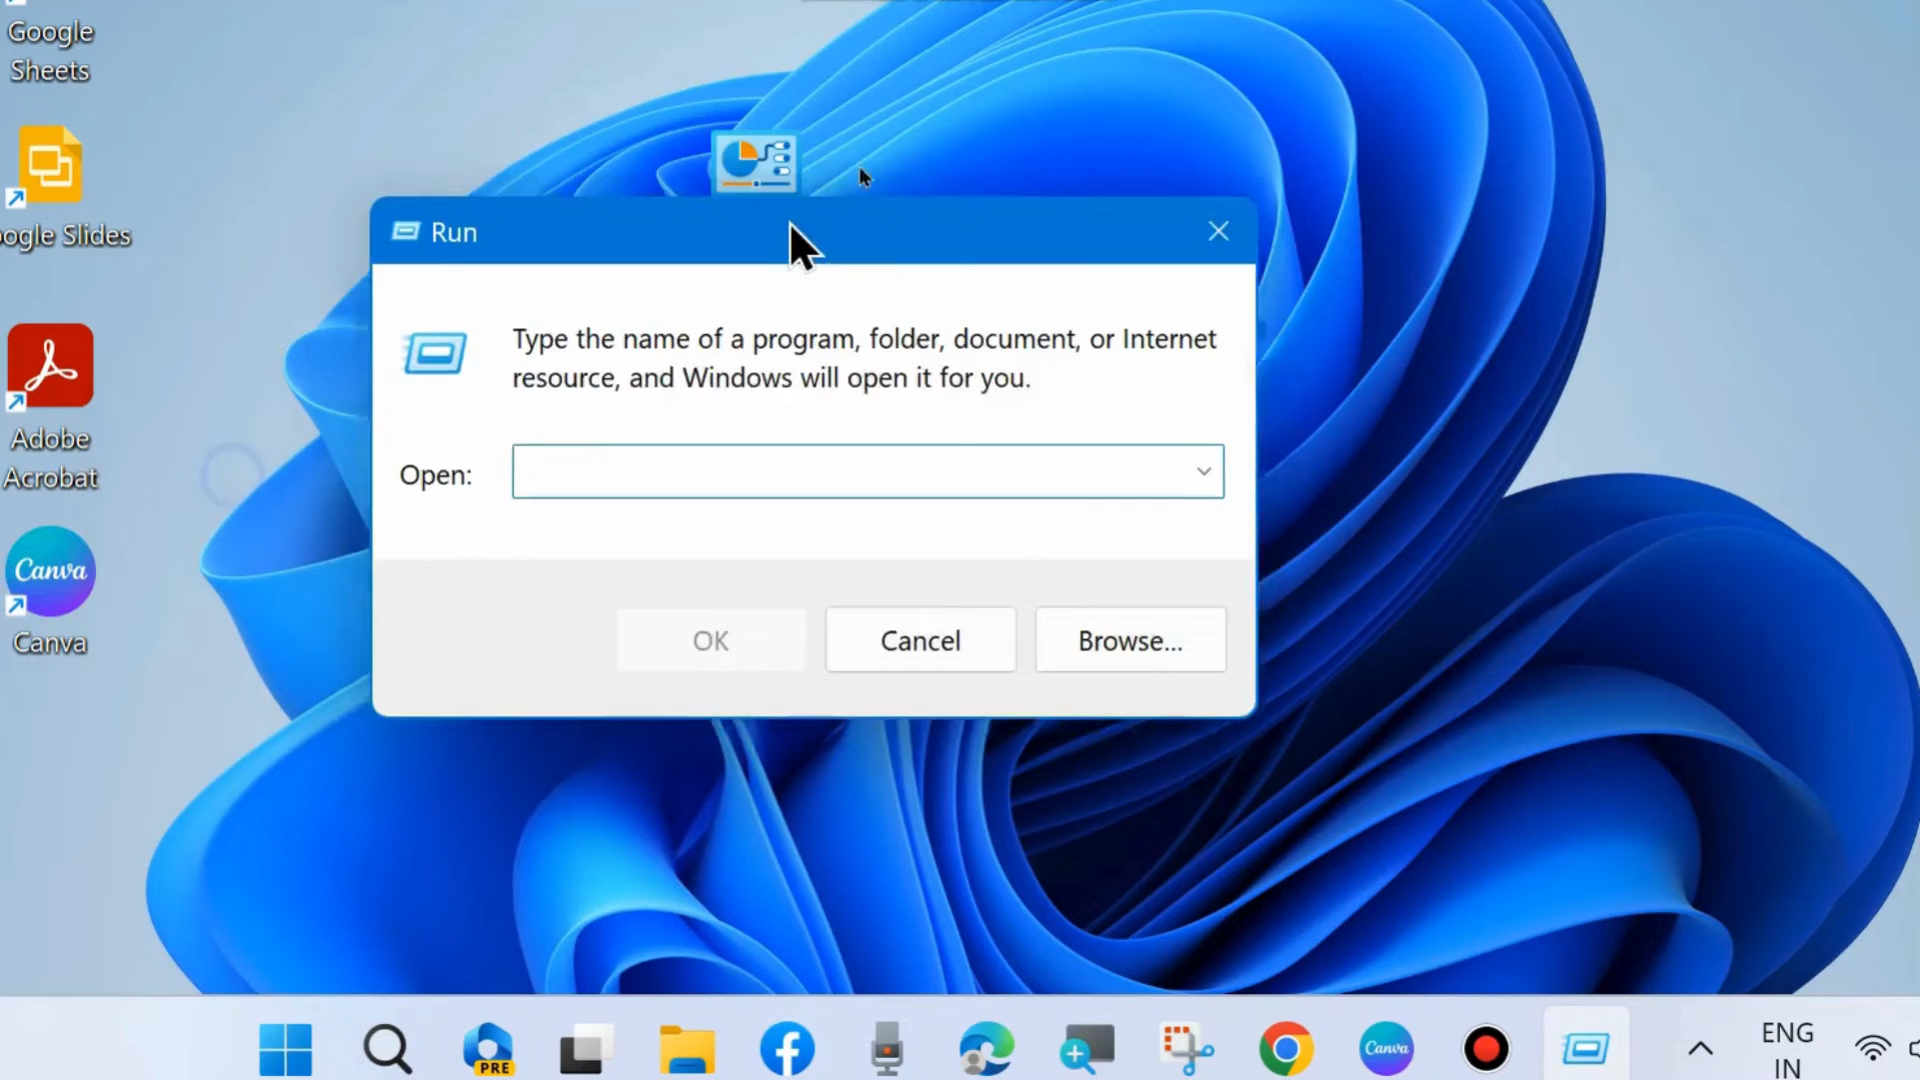 Google
Sheets
ogle Slides
Adobe
Acrobat
Canva
Canva
Run
Type the name of a program, folder, document, or Internet
resource, and Windows will open it for you.
Open:
OK
Cancel
Browse...
PRE
Canva
ENG
IN